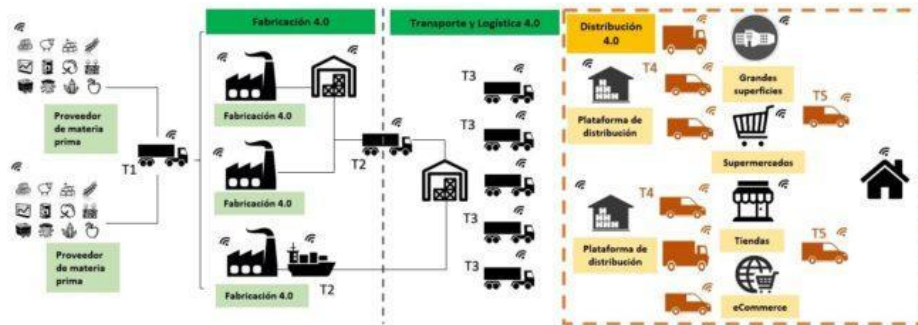 Fabricación 4.0
Transporte y Logística 4.0
Distribución
4.0
Proveedor
de materia
prima
Proveedor
de materia
prima
T1
Fabricación 4.0
Fabricación 4.0
Fabricación 4.0
T2
T2
T3
T3
T3
T3
T3
T4
Plataforma de
distribución
T4
Plataforma de
distribución
Grandes
superficies
Supermercados
Tiendas
eCommerce
T5
T5